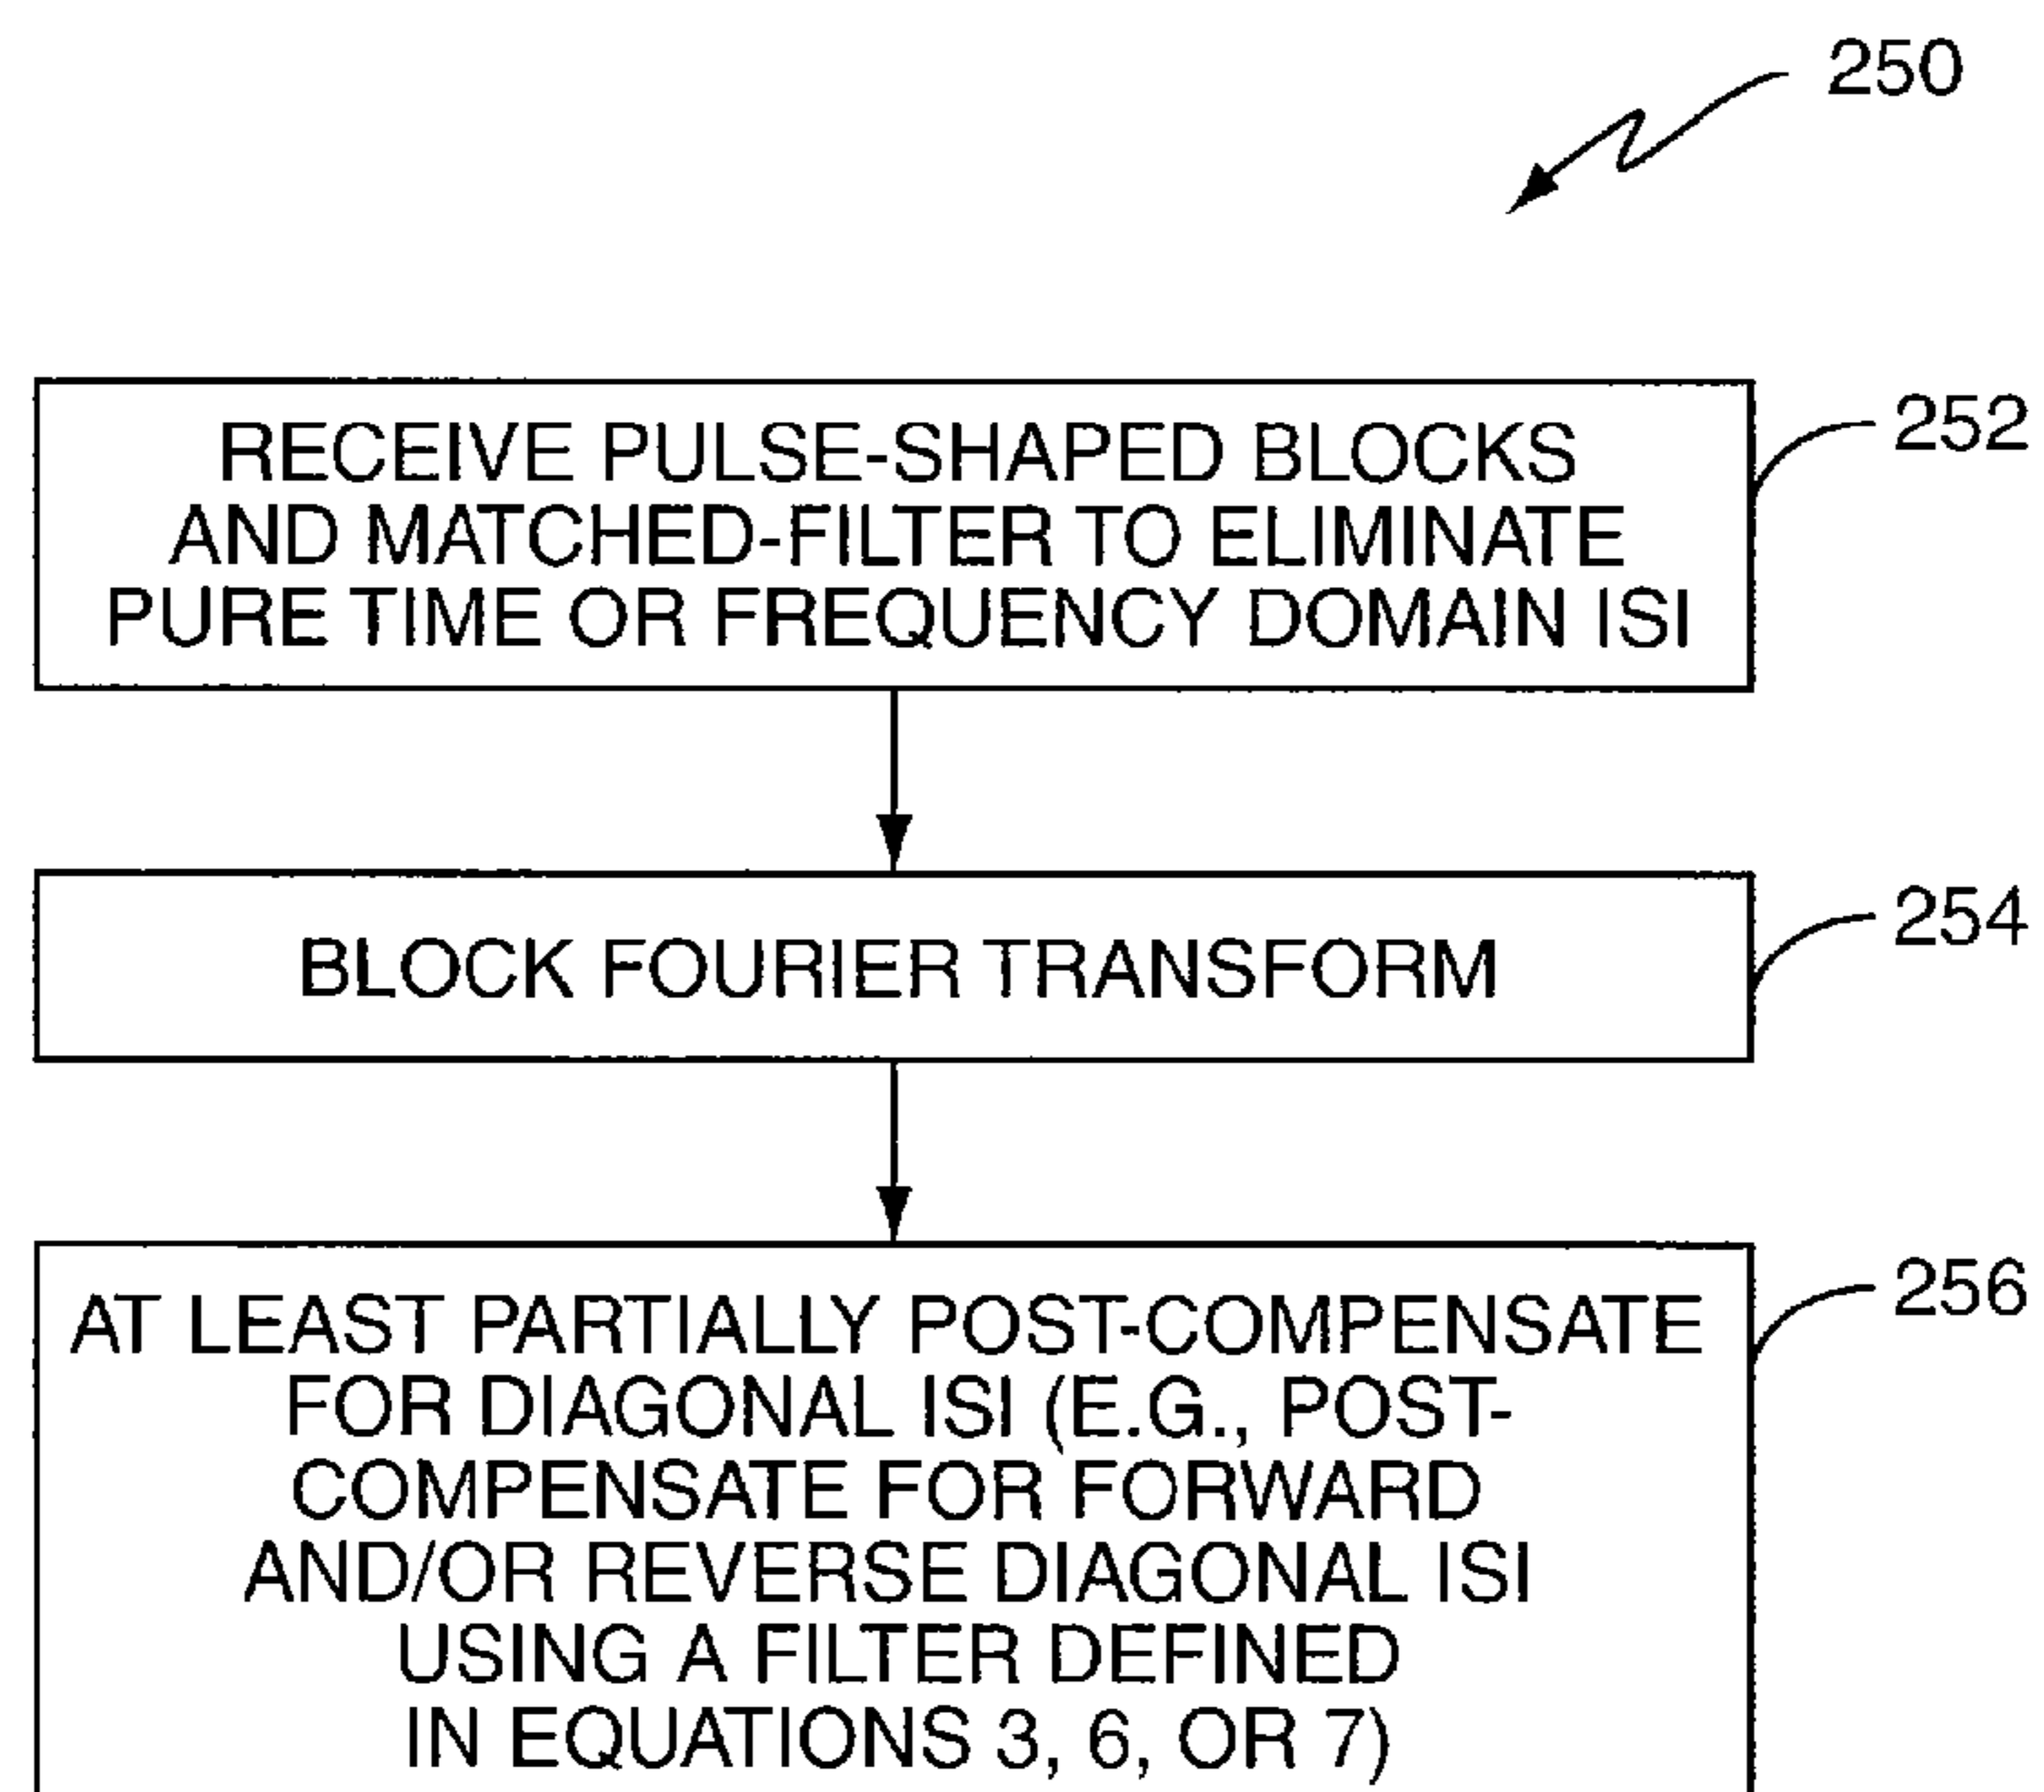 250
RECEIVE PULSE-SHAPED BLOCKS
AND MATCHED-FILTER TO ELIMINATE
PURE TIME OR FREQUENCY DOMAIN ISI
252
BLOCK FOURIER TRANSFORM
254
AT LEAST PARTIALLY POST-COMPENSATE
FOR DIAGONAL ISI (E.G., POST-
COMPENSATE FOR FORWARD
AND/OR REVERSE DIAGONAL ISI
USING A FILTER DEFINED
IN EQUATIONS 3, 6, OR 7)
256